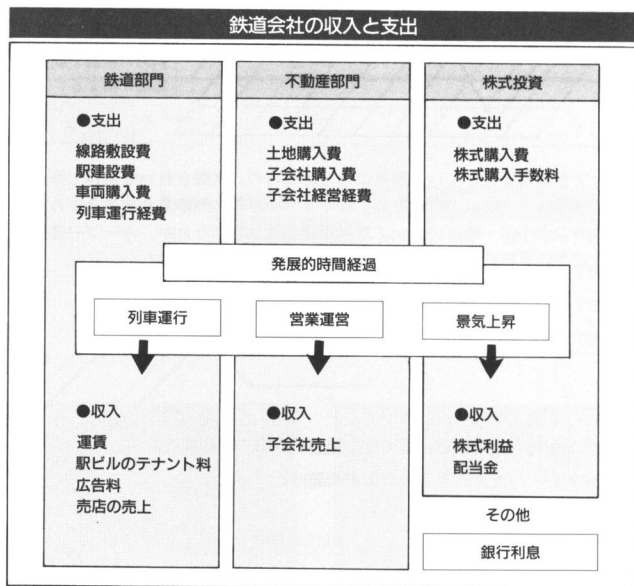 鉄道会社の収入と支出
鉄道部門
●支出
線路敷設費
駅建設費
車両購入費
列車運行経費
不動産部門
●支出
土地購入費
子会社購入費
子会社経営経費
株式投資
●支出
株式購入費
株式購入手数料
発展的時間経過
列車運行
営業運営
景気上昇
●収入
運賃
駅ビルのテナント料
広告料
売店の売上
●収入
子会社売上
●収入
株式利益
配当金
その他
銀行利息